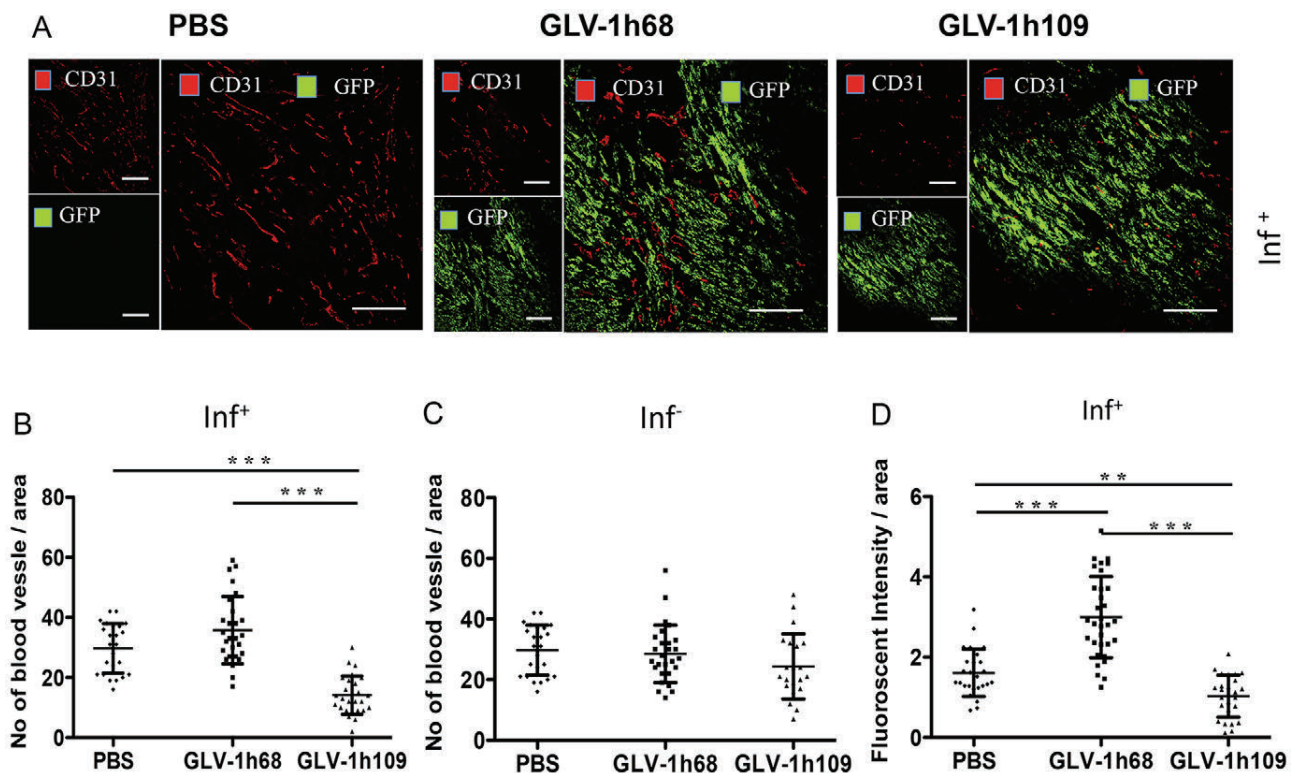 A
PBS
GLV-1h68
GLV-1h109
CD31
CD31
GFP
GFP
CD31
CD31
GFP
GFP
CD31
CD31
GFP
GFP
Inf +
B
Inf+
No of blood vessle / area
80
60
40
20
0
* * *
* * *
PBS
GLV-1h68
GLV-1h109
C
Inf-
No of blood vessle / area
80
60
40
20
0
PBS
GLV-1h68
GLV-1h109
D
Inf+
Fluoroscent Intensity / area
6
4
2
0
* *
* * *
* * *
PBS
GLV-1h68
GLV-1h109